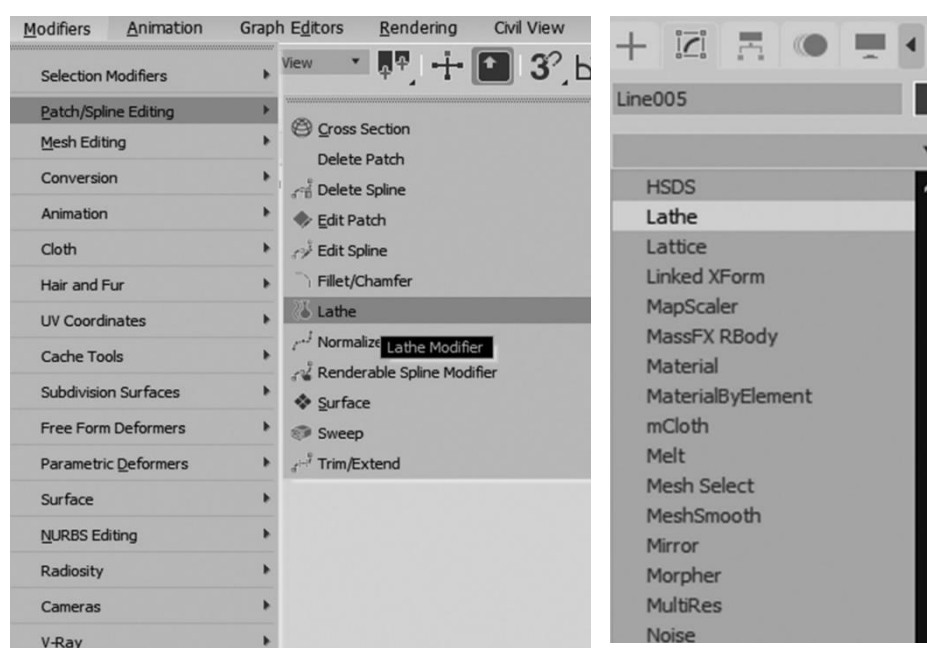 Modifiers Animation Graph Editors Rendering Civil View
Selection Modifiers
Patch/Spline Editing
Mesh Editing
Conversion
Animation
Cloth
Hair and Fur
UV Coordinates
Cache Tools
Subdivision Surfaces
Free Form Deformers
Parametric Deformers
Surface
NURBS Editing
Radiosity
Cameras
V-Ray
View
3?
Cross Section
Delete Patch
Delete Spline
Edit Patch
Edit Spline
Fillet/Chamfer
Lathe
Normalize
Lathe Modifier
Renderable Spline Modifier
Surface
Sweep
Trim/Extend
Line005
HSDS
Lathe
Lattice
Linked XForm
MapScaler
MassFX RBody
Material
MaterialByElement
mCloth
Melt
Mesh Select
MeshSmooth
Mirror
Morpher
MultiRes
Noise